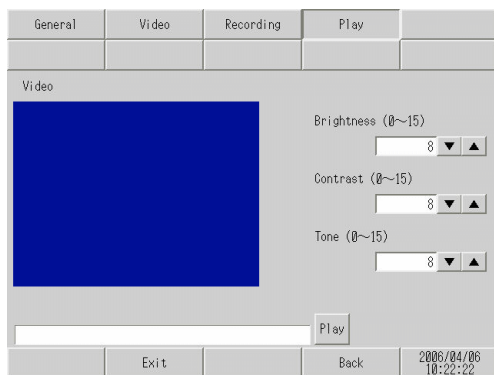 General Video Recording Play
Video
Brightness (0～15)
8 ▼ ▲
Contrast (0～15)
8 ▼ ▲
Tone (0～15)
8 ▼ ▲
Play
Exit Back 2006/04/06
10:22:22